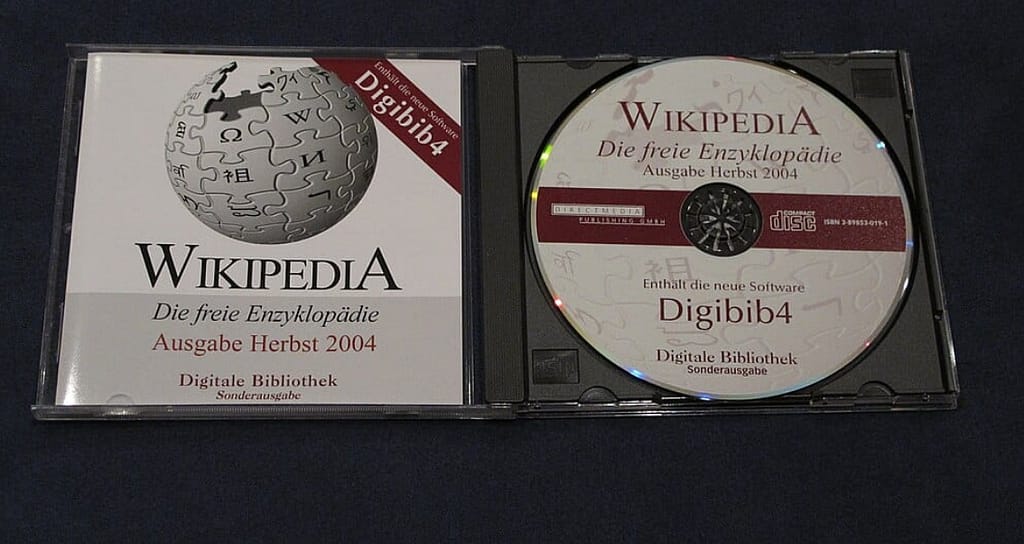 Enthält die neue Software
Digibib4
Ω
W
И
祖
WIKIPEDIA
Die freie Enzyklopädie
Ausgabe Herbst 2004
Digitale Bibliothek
Sonderausgabe
WIKIPEDIA
Die freie Enzyklopädie
Ausgabe Herbst 2004
DIRECTMEDIA
PUBLISHING GMBH
COMPACT
disc
ISBN 3-89853-019-1
祖
Enthält die neue Software
Digibib4
Digitale Bibliothek
Sonderausgabe